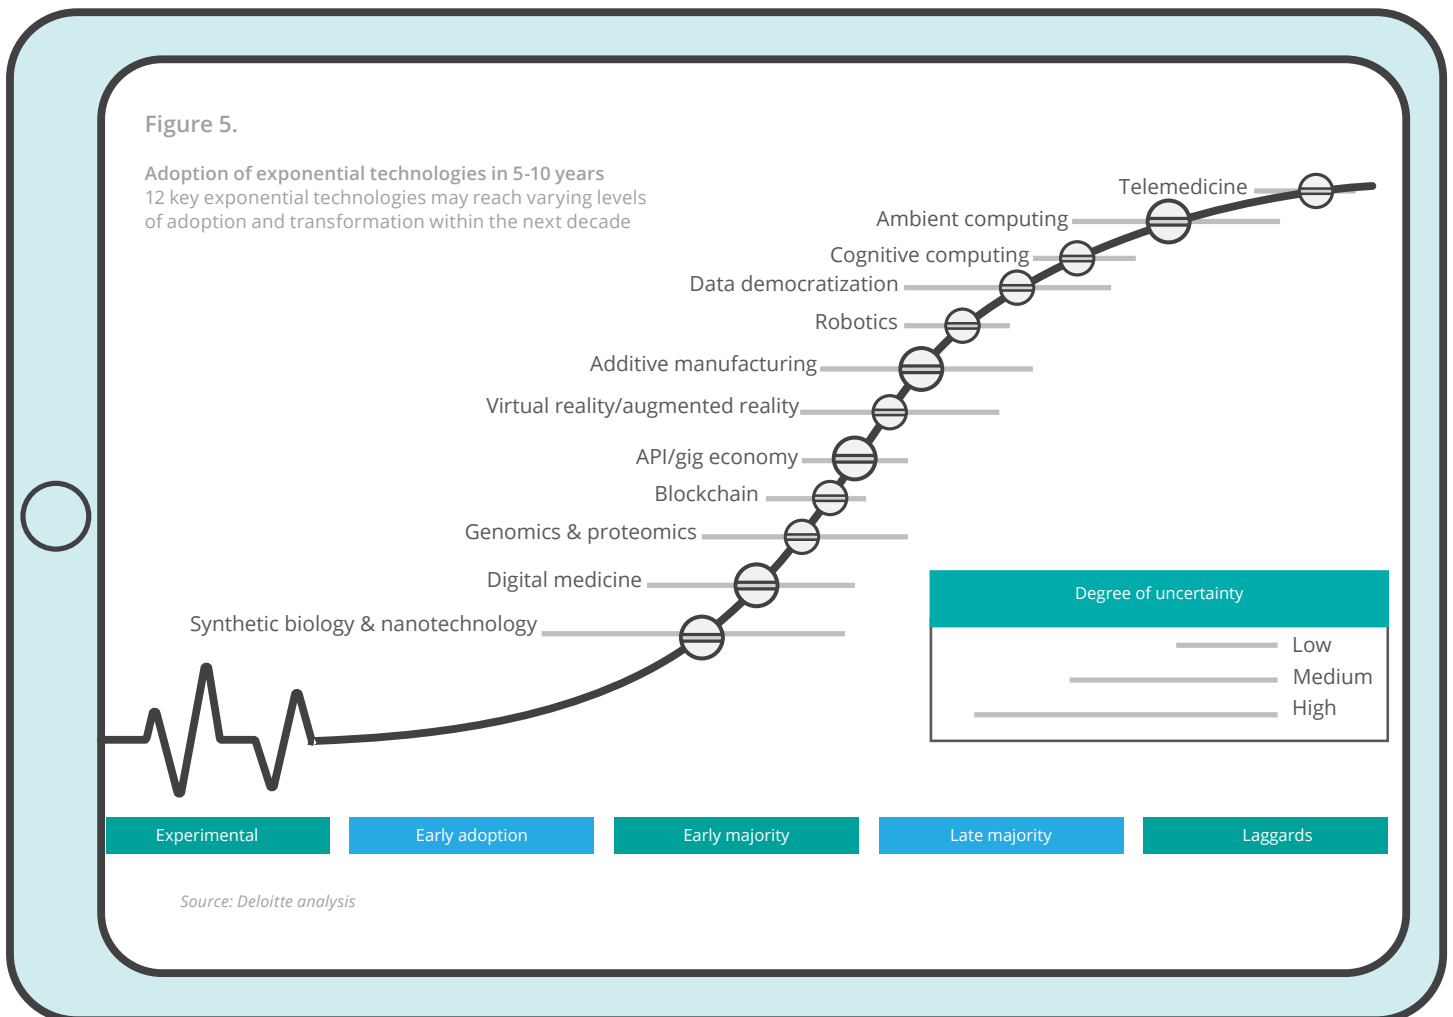 Figure 5.
Adoption of exponential technologies in 5-10 years
12 key exponential technologies may reach varying levels
of adoption and transformation within the next decade
Telemedicine
Ambient computing
Cognitive computing
Data democratization
Robotics
Additive manufacturing
Virtual reality/augmented reality
API/gig economy
Blockchain
Genomics & proteomics
Digital medicine
Synthetic biology & nanotechnology
Degree of uncertainty
Low
Medium
High
Experimental
Early adoption
Early majority
Late majority
Laggards
Source: Deloitte analysis